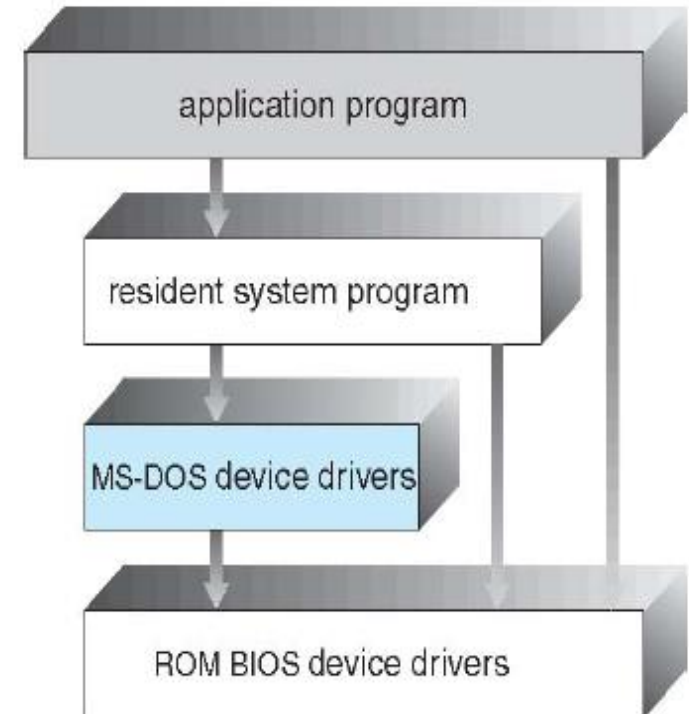 application program
resident system program
MS-DOS device drivers
ROM BIOS device drivers